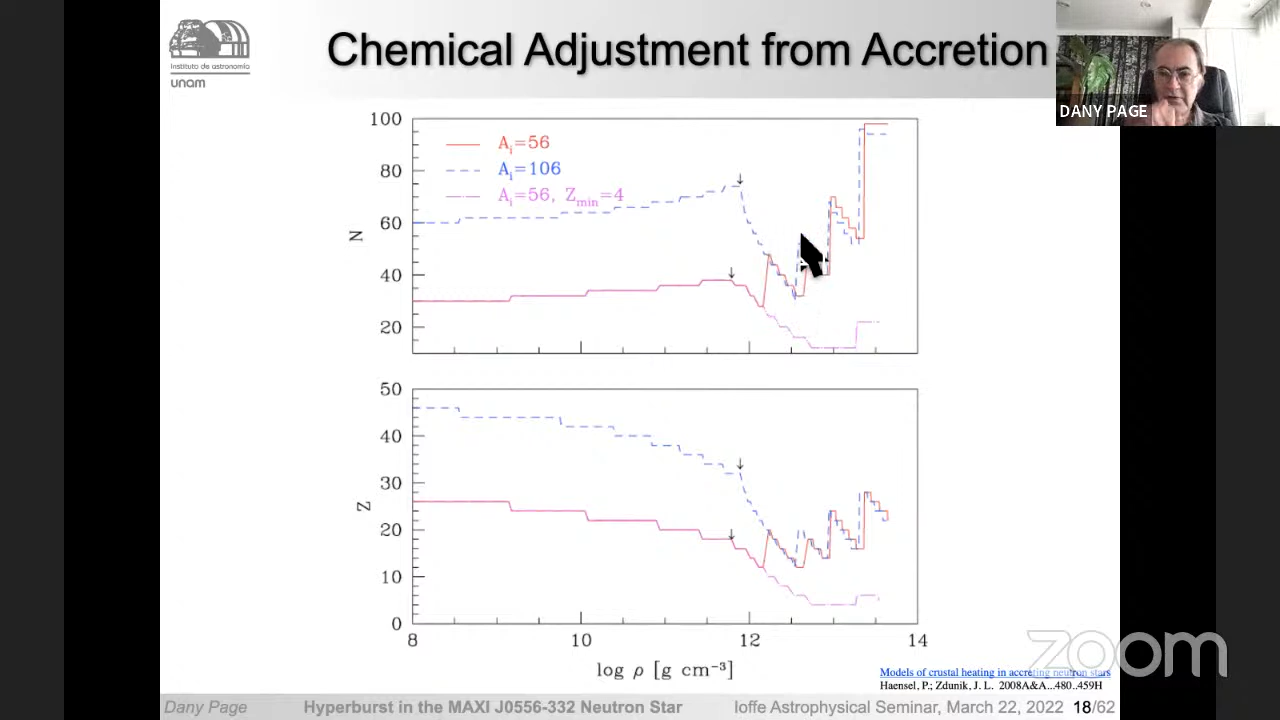 Instituto de astronomía
unam
Chemical Adjustment from Accretion
DANY PAGE
100
80
60
40
20
N
A_i=56
A_i=106
A_i=56, Z_min=4
50
40
30
20
10
0
Z
8
10
12
14
log ρ [g cm⁻³]
zoom
Models of crustal heating in accreting neutron stars
Haensel, P.; Zdunik, J. L. 2008A&A...480..459H
Dany Page
Hyperburst in the MAXI J0556-332 Neutron Star
Ioffe Astrophysical Seminar, March 22, 2022
18/62